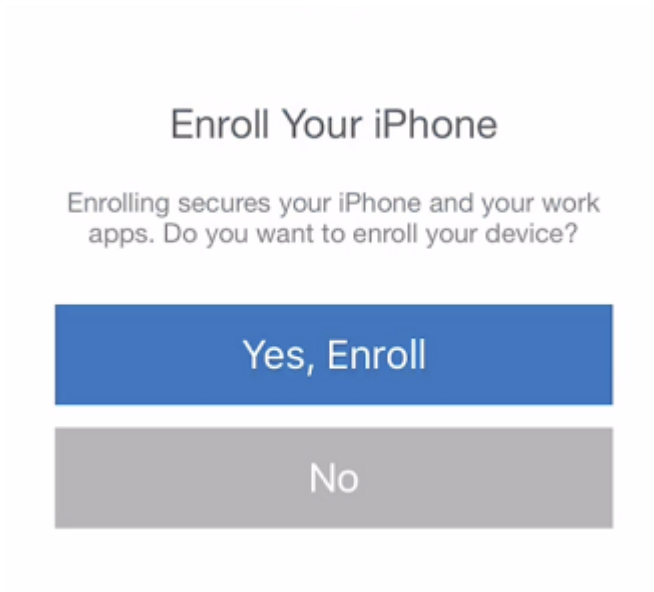 Enroll Your iPhone
Enrolling secures your iPhone and your work
apps. Do you want to enroll your device?
Yes, Enroll
No